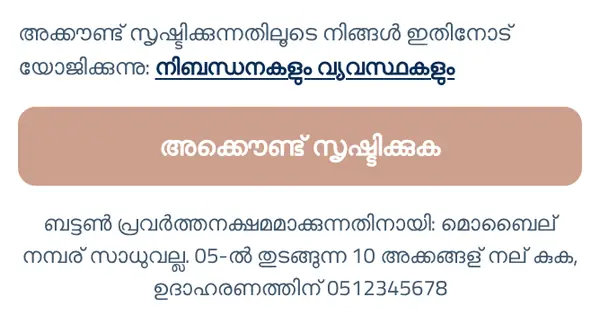 അക്കൗണ്ട് സൃഷ്ടിക്കുന്നതിലൂടെ നിങ്ങൾ ഇതിനോട്
യോജിക്കുന്നു: നിബന്ധനകളും വ്യവസ്ഥകളും
അക്കൌണ്ട് സൃഷ്ടിക്കുക
ബട്ടൺ പ്രവർത്തനക്ഷമമാക്കുന്നതിനായി: മൊബൈല്
നമ്പര് സാധുവല്ല. 05-ൽ തുടങ്ങുന്ന 10 അക്കങ്ങള് നല് കുക,
ഉദാഹരണത്തിന് 0512345678